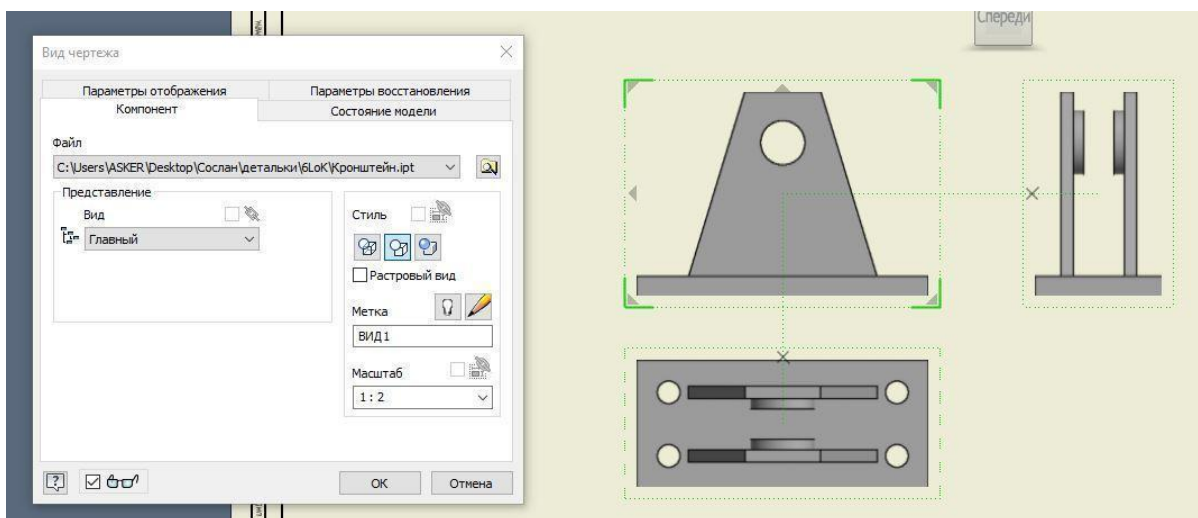 Спереди
Вид чертежа
Параметры отображения
Параметры восстановления
Компонент
Состояние модели
Файл
C:\Users\ASKER\Desktop\Сослан\детальки\6LoK\Кронштейн.ipt
Представление
Вид
Главный
Стиль
Растровый вид
Метка
ВИД1
Масштаб
1 : 2
ОК
Отмена